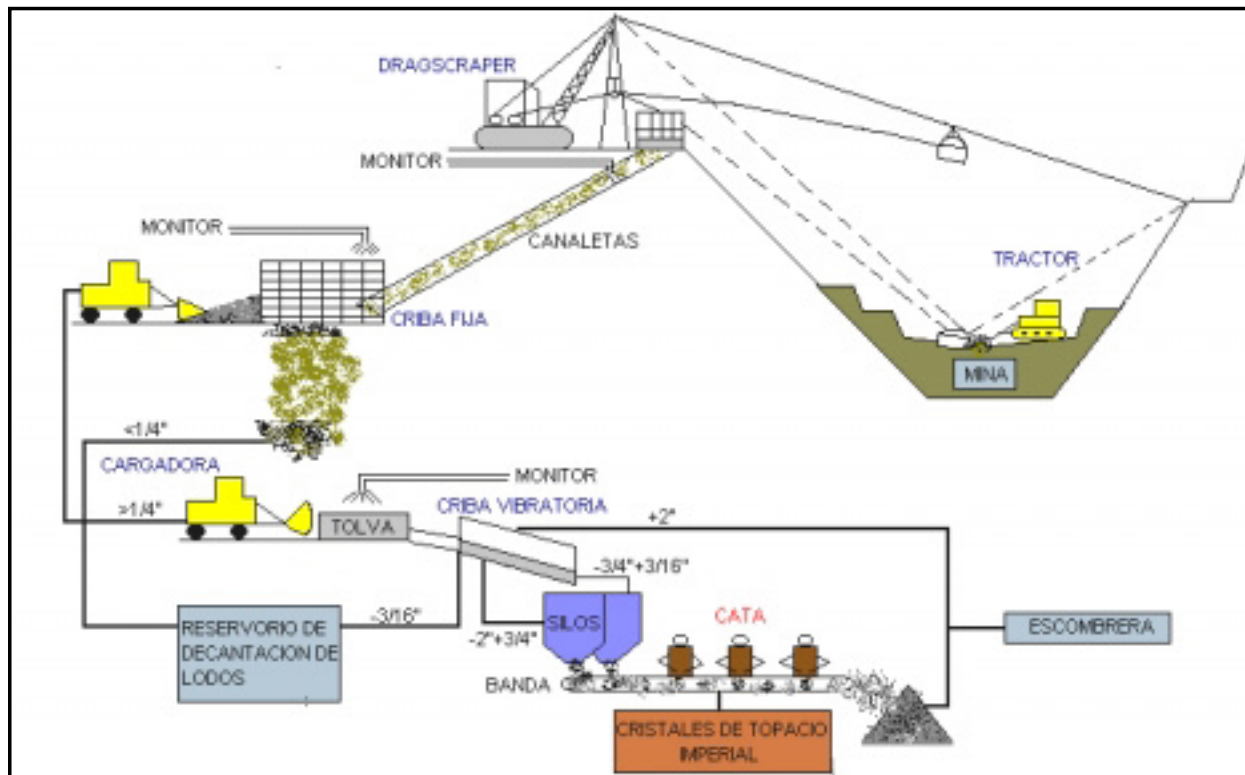 DRAGSCRAPER
MONITOR
MONITOR
CANALETAS
TRACTOR
CRIBA FIJA
MINA
<1/4"
CARGADORA
MONITOR
CRIBA VIBRATORIA
>1/4"
TOLVA
+2"
-3/4"+3/16"
-3/16"
RESERVORIO DE
DECANTACION DE
LODOS
SILOS
-2"+3/4"
CATA
ESCOMBRERA
BANDA
CRISTALES DE TOPACIO
IMPERIAL